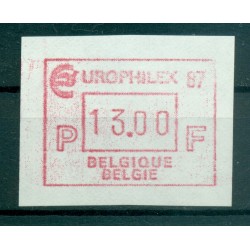 EUROPHILEX 87
P 13.00 F
BELGIQUE
BELGIE